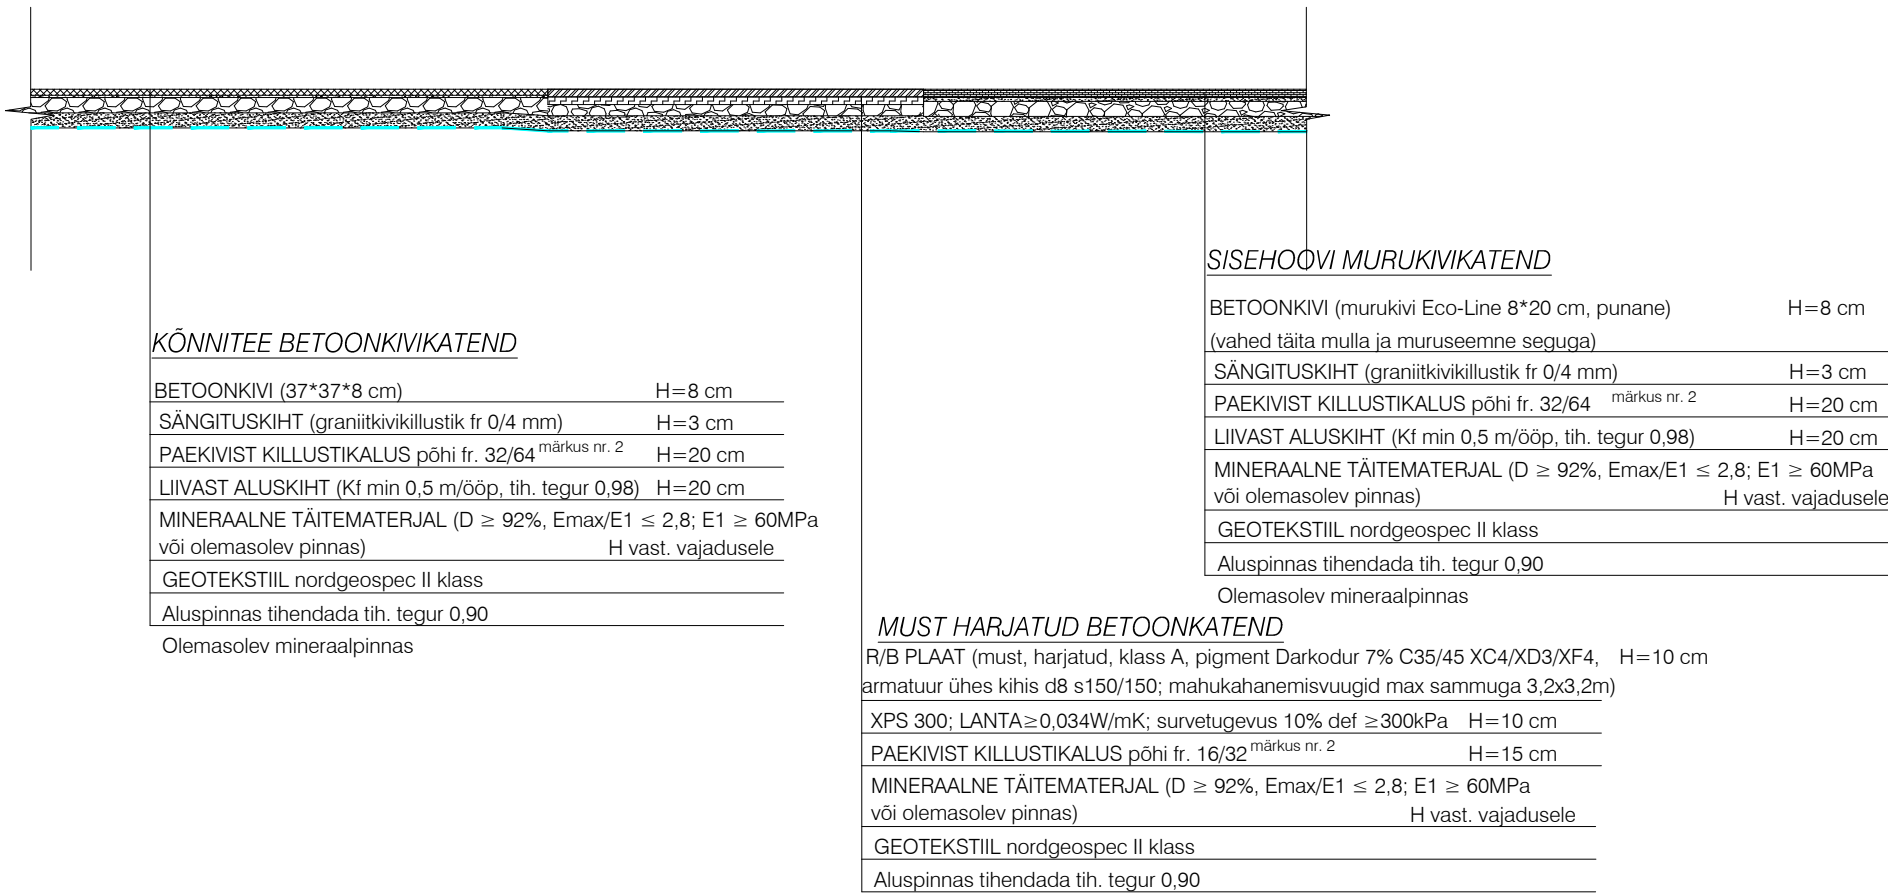 KÕNNITEE BETOONKIVIKATEND
BETOONKIVI (37*37*8 cm) H=8 cm
SÄNGITUSKIHT (graniitkivikillustik fr 0/4 mm) H=3 cm
PAEKIVIST KILLUSTIKALUS põhi fr. 32/64 märkus nr. 2 H=20 cm
LIIVAST ALUSKIHT (Kf min 0,5 m/ööp, tih. tegur 0,98) H=20 cm
MINERAALNE TÄITEMATERJAL (D ≥ 92%, Emax/E1 ≤ 2,8; E1 ≥ 60MPa
või olemasolev pinnas) H vast. vajadusele
GEOTEKSTIIL nordgeospec II klass
Aluspinnas tihendada tih. tegur 0,90
Olemasolev mineraalpinnas
MUST HARJATUD BETOONKATEND
R/B PLAAT (must, harjatud, klass A, pigment Darkodur 7% C35/45 XC4/XD3/XF4, H=10 cm
armatuur ühes kihis d8 s150/150; mahukahanemisvuugid max sammuga 3,2x3,2m)
XPS 300; LANTA≥0,034W/mK; survetugevus 10% def ≥300kPa H=10 cm
PAEKIVIST KILLUSTIKALUS põhi fr. 16/32 märkus nr. 2 H=15 cm
MINERAALNE TÄITEMATERJAL (D ≥ 92%, Emax/E1 ≤ 2,8; E1 ≥ 60MPa
või olemasolev pinnas) H vast. vajadusele
GEOTEKSTIIL nordgeospec II klass
Aluspinnas tihendada tih. tegur 0,90
SISEHOOVI MURUKIVIKATEND
BETOONKIVI (murukivi Eco-Line 8*20 cm, punane) H=8 cm
(vahed täita mulla ja muruseemne seguga)
SÄNGITUSKIHT (graniitkivikillustik fr 0/4 mm) H=3 cm
PAEKIVIST KILLUSTIKALUS põhi fr. 32/64 märkus nr. 2 H=20 cm
LIIVAST ALUSKIHT (Kf min 0,5 m/ööp, tih. tegur 0,98) H=20 cm
MINERAALNE TÄITEMATERJAL (D ≥ 92%, Emax/E1 ≤ 2,8; E1 ≥ 60MPa
või olemasolev pinnas) H vast. vajadusele
GEOTEKSTIIL nordgeospec II klass
Aluspinnas tihendada tih. tegur 0,90
Olemasolev mineraalpinnas